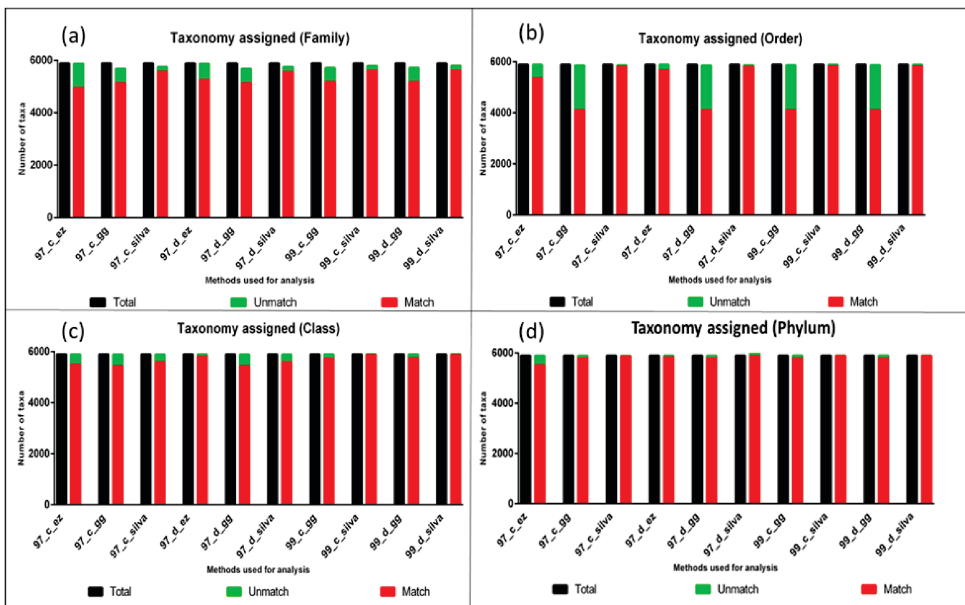 (a)
Taxonomy assigned (Family)
Number of taxa
6000
4000
2000
0
97_c_ez
97_c_gg
97_c_silva
97_d_ez
97_d_gg
97_d_silva
99_c_gg
99_c_silva
99_d_gg
99_d_silva
Methods used for analysis
Total
Unmatch
Match
(b)
Taxonomy assigned (Order)
Number of taxa
6000
4000
2000
0
97_c_ez
97_c_gg
97_c_silva
97_d_ez
97_d_gg
97_d_silva
99_c_gg
99_c_silva
99_d_gg
99_d_silva
Methods used for analysis
Total
Unmatch
Match
(c)
Taxonomy assigned (Class)
Number of taxa
6000
4000
2000
0
97_c_ez
97_c_gg
97_c_silva
97_d_ez
97_d_gg
97_d_silva
99_c_gg
99_c_silva
99_d_gg
99_d_silva
Methods used for analysis
Total
Unmatch
Match
(d)
Taxonomy assigned (Phylum)
Number of taxa
6000
4000
2000
0
97_c_ez
97_c_gg
97_c_silva
97_d_ez
97_d_gg
97_d_silva
99_c_gg
99_c_silva
99_d_gg
99_d_silva
Methods used for analysis
Total
Unmatch
Match